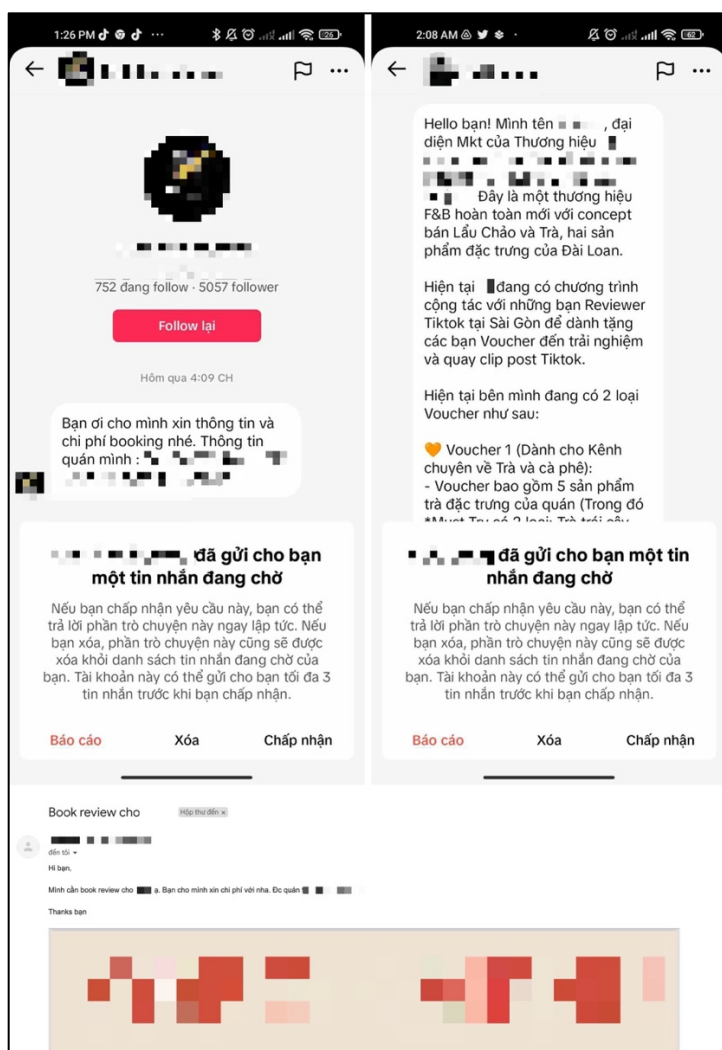 1:26 PM
26
752 đang follow · 5057 follower
Follow lại
Hôm qua 4:09 CH
Bạn ơi cho mình xin thông tin và
chi phí booking nhé. Thông tin
quán mình :
đã gửi cho bạn
một tin nhắn đang chờ
Nếu bạn chấp nhận yêu cầu này, bạn có thể
trả lời phần trò chuyện này ngay lập tức. Nếu
bạn xóa, phần trò chuyện này cũng sẽ được
xóa khỏi danh sách tin nhắn đang chờ của
bạn. Tài khoản này có thể gửi cho bạn tối đa 3
tin nhắn trước khi bạn chấp nhận.
Báo cáo Xóa Chấp nhận
2:08 AM
62
Hello bạn! Mình tên , đại
diện Mkt của Thương hiệu
Đây là một thương hiệu
F&B hoàn toàn mới với concept
bán Lẩu Cháo và Trà, hai sản
phẩm đặc trưng của Đài Loan.
Hiện tại đang có chương trình
cộng tác với những bạn Reviewer
Tiktok tại Sài Gòn để dành tặng
các bạn Voucher đến trải nghiệm
và quay clip post Tiktok.
Hiện tại bên mình đang có 2 loại
Voucher như sau:
🧡 Voucher 1 (Dành cho Kênh
chuyên về Trà và cà phê):
- Voucher bao gồm 5 sản phẩm
trà đặc trưng của quán (Trong đó
*Must Try có 2 loại: Trà trái cây
đã gửi cho bạn một tin
nhắn đang chờ
Nếu bạn chấp nhận yêu cầu này, bạn có thể
trả lời phần trò chuyện này ngay lập tức. Nếu
bạn xóa, phần trò chuyện này cũng sẽ được
xóa khỏi danh sách tin nhắn đang chờ của
bạn. Tài khoản này có thể gửi cho bạn tối đa 3
tin nhắn trước khi bạn chấp nhận.
Báo cáo Xóa Chấp nhận
Book review cho Hộp thư đến x
đến tôi
Hi bạn,
Mình cần book review cho ạ. Bạn cho mình xin chi phí với nha. Đc quán
Thanks bạn